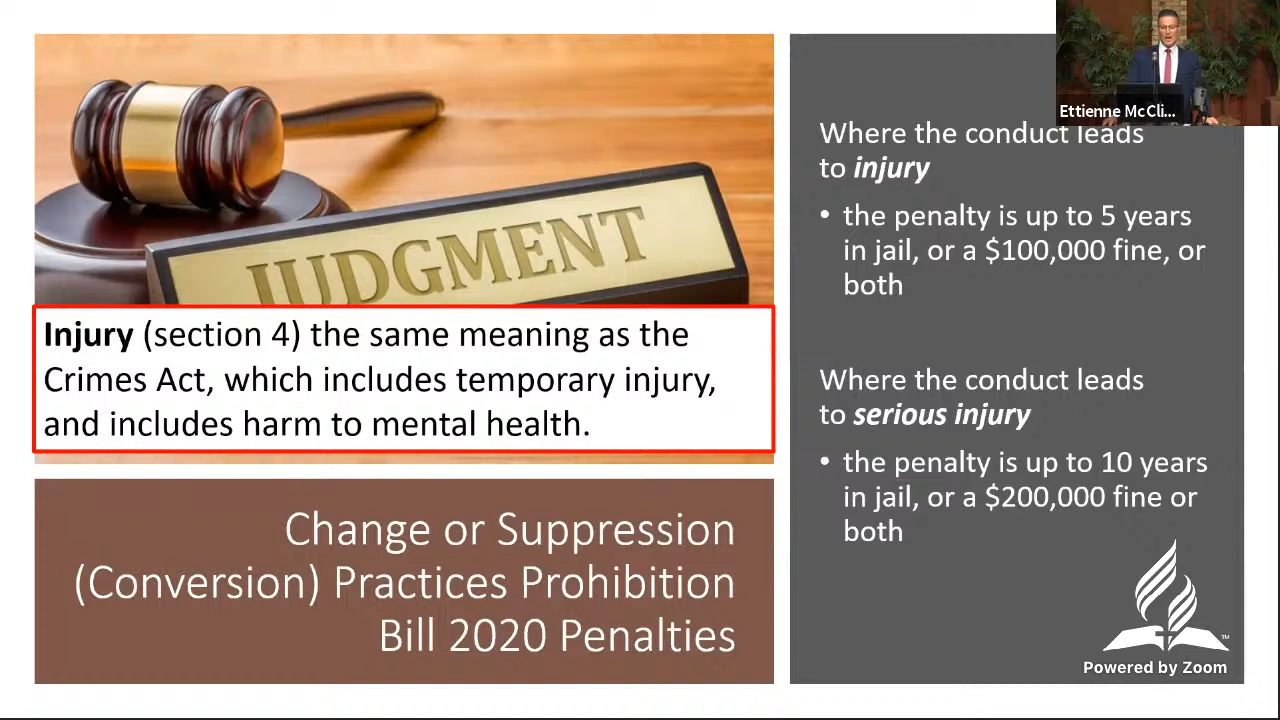 JUDGMENT
Injury (section 4) the same meaning as the
Crimes Act, which includes temporary injury,
and includes harm to mental health.
Change or Suppression
(Conversion) Practices Prohibition
Bill 2020 Penalties
Ettienne McCli...
Where the conduct leads
to injury
• the penalty is up to 5 years
in jail, or a $100,000 fine, or
both
Where the conduct leads
to serious injury
• the penalty is up to 10 years
in jail, or a $200,000 fine or
both
TM
Powered by Zoom